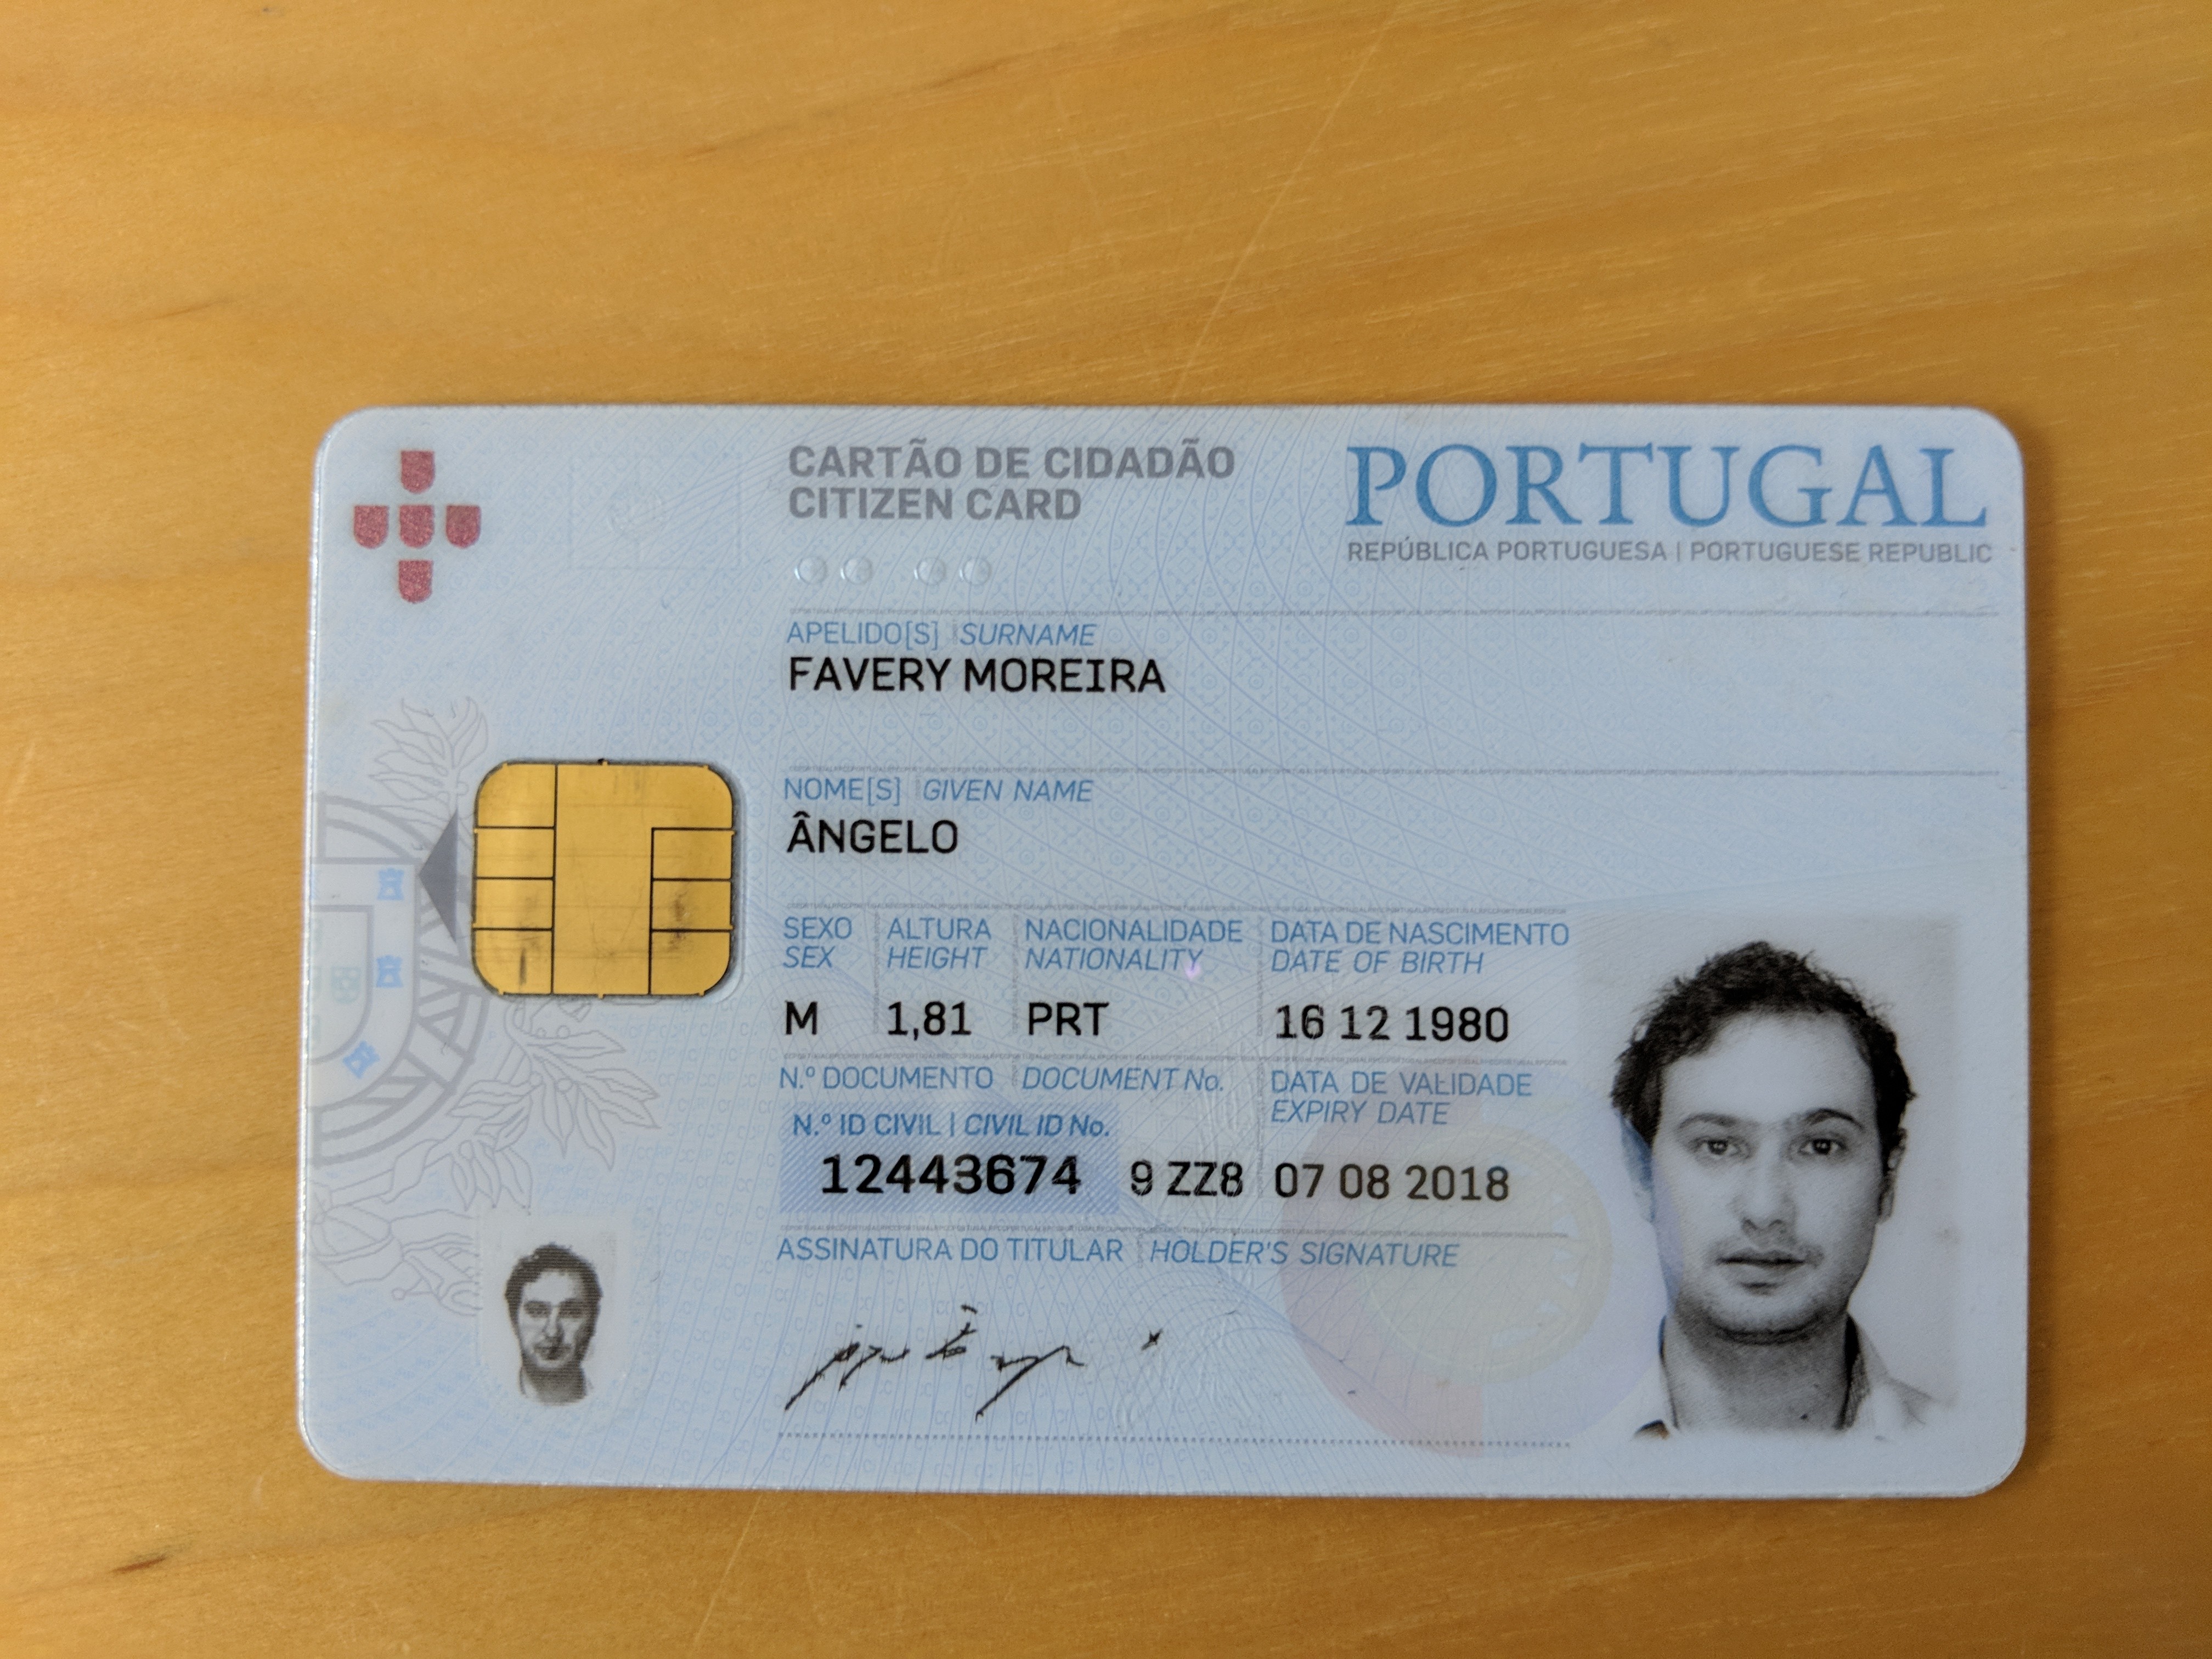 CARTÃO DE CIDADÃO
CITIZEN CARD
PORTUGAL
REPÚBLICA PORTUGUESA | PORTUGUESE REPUBLIC
APELIDO[S] SURNAME
FAVERY MOREIRA
NOME[S] GIVEN NAME
ÂNGELO
SEXO ALTURA NACIONALIDADE DATA DE NASCIMENTO
SEX HEIGHT NATIONALITY DATE OF BIRTH
M 1,81 PRT 16 12 1980
N.º DOCUMENTO DOCUMENT No. DATA DE VALIDADE
EXPIRY DATE
N.º ID CIVIL | CIVIL ID No.
12443674 9 ZZ8 07 08 2018
ASSINATURA DO TITULAR HOLDER'S SIGNATURE